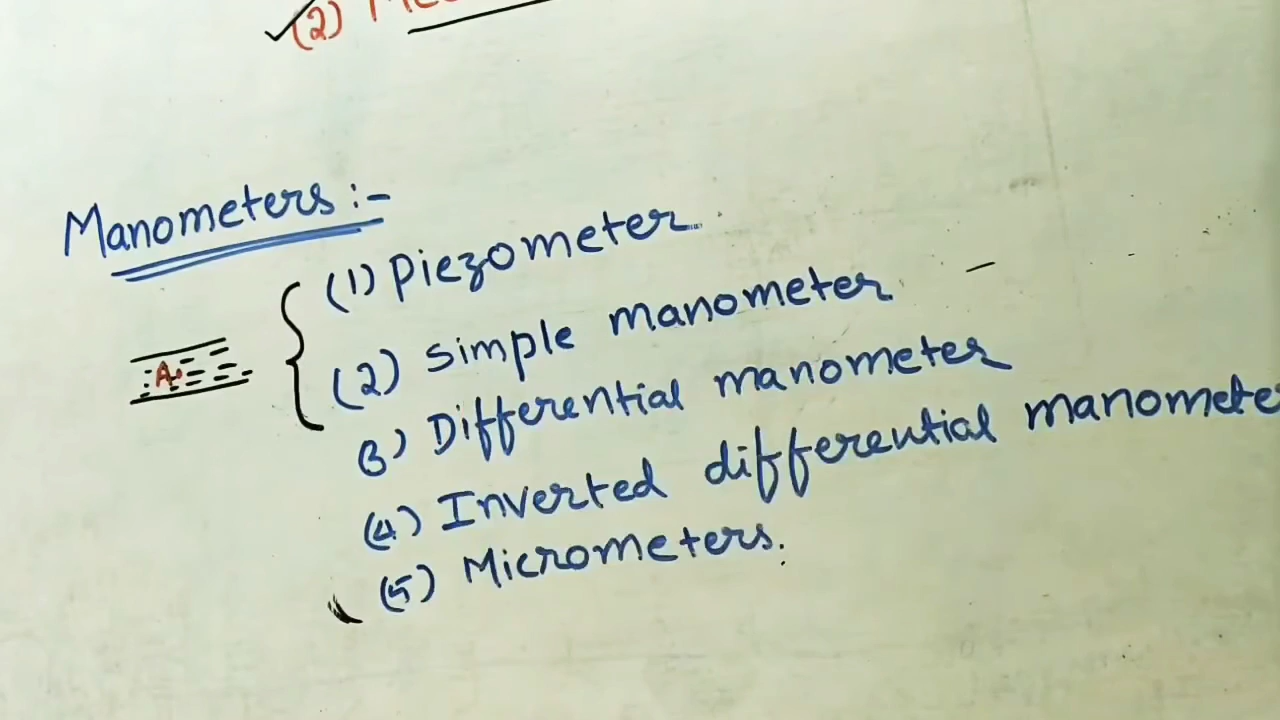 (2)
Manometers :-
(1) Piezometer
(2) Simple manometer
3) Differential manometer
(4) Inverted differential manomete
(5) Micrometers.
A